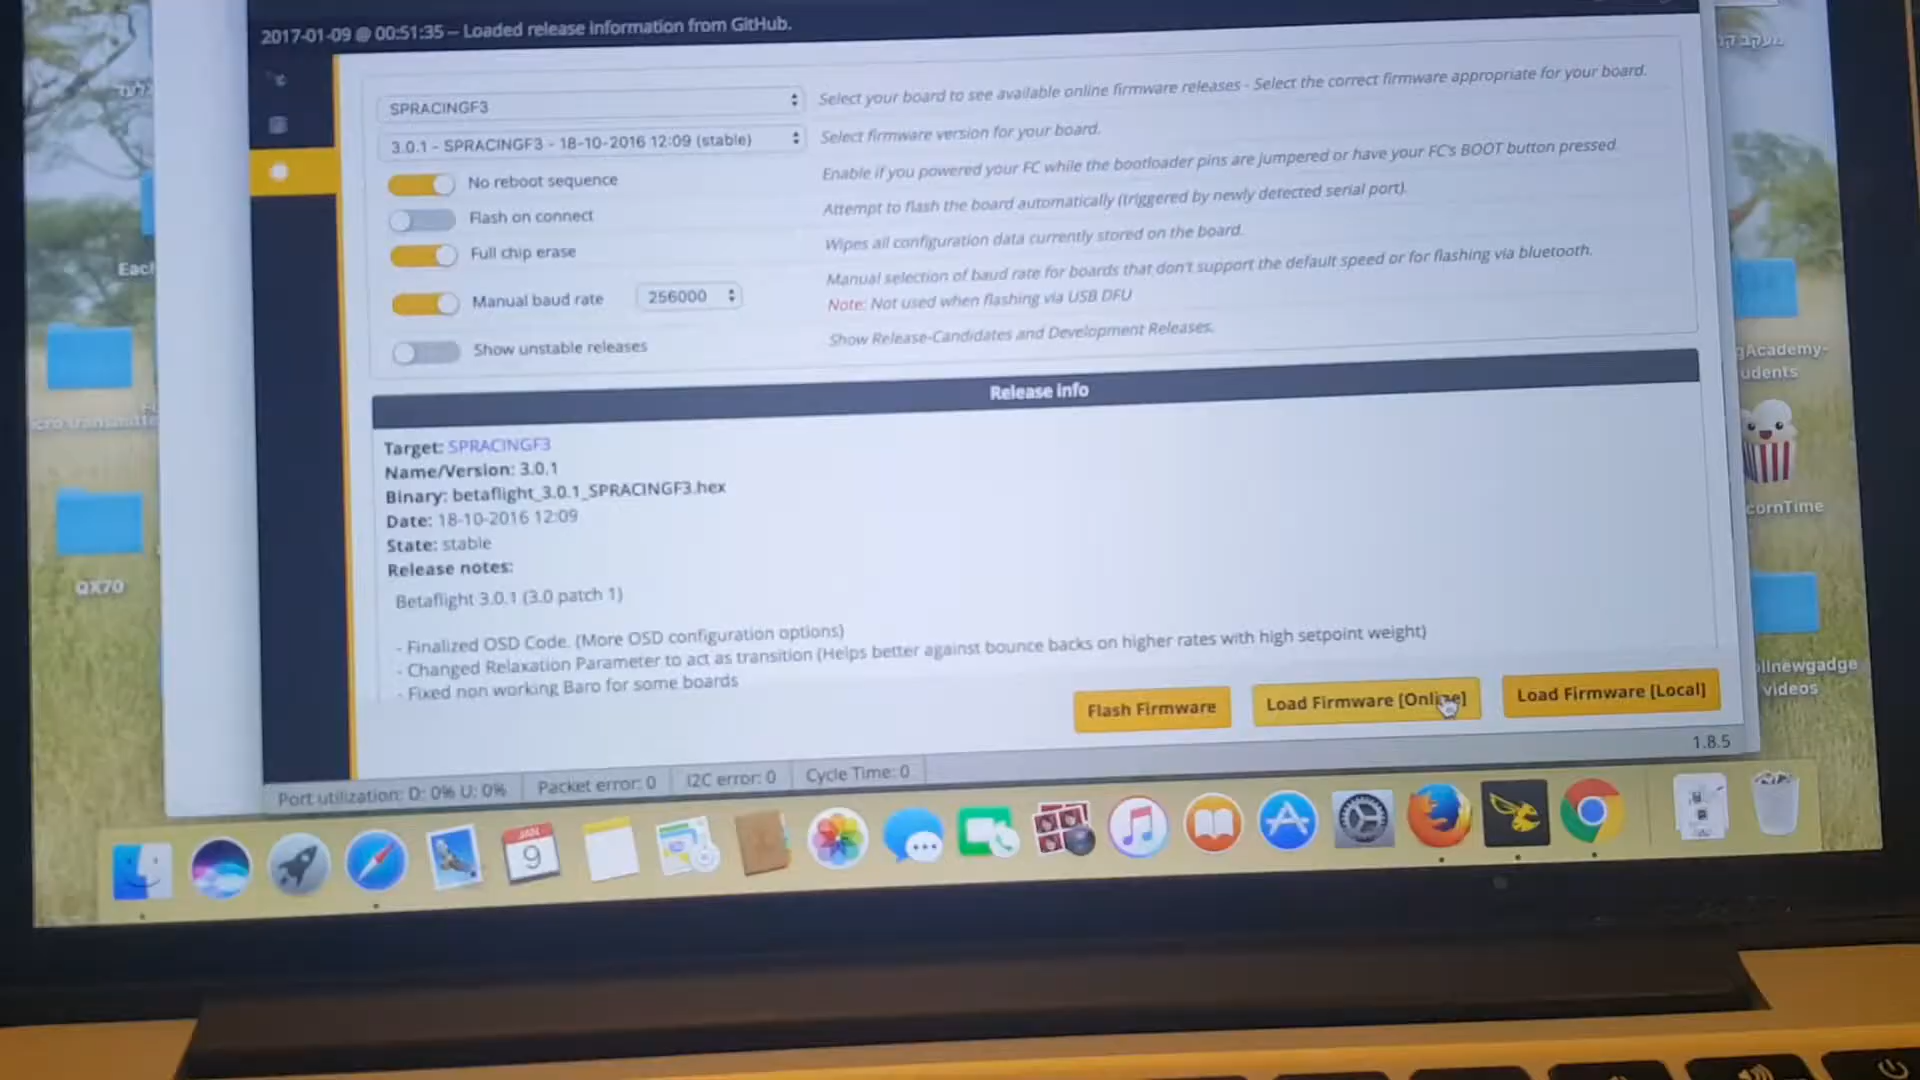 2017-01-09 @ 00:51:35 -- Loaded release information from GitHub.
SPRACINGF3
Select your board to see available online firmware releases - Select the correct firmware appropriate for your board.
3.0.1 - SPRACINGF3 - 18-10-2016 12:09 (stable)
Select firmware version for your board.
No reboot sequence
Enable if you powered your FC while the bootloader pins are jumpered or have your FC's BOOT button pressed.
Flash on connect
Attempt to flash the board automatically (triggered by newly detected serial port).
Full chip erase
Wipes all configuration data currently stored on the board.
Manual baud rate
256000
Manual selection of baud rate for boards that don't support the default speed or for flashing via bluetooth.
Note: Not used when flashing via USB DFU
Show unstable releases
Show Release-Candidates and Development Releases.
Release info
Target: SPRACINGF3
Name/Version: 3.0.1
Binary: betaflight_3.0.1_SPRACINGF3.hex
Date: 18-10-2016 12:09
State: stable
Release notes:
Betaflight 3.0.1 (3.0 patch 1)
- Finalized OSD Code. (More OSD configuration options)
- Changed Relaxation Parameter to act as transition (Helps better against bounce backs on higher rates with high setpoint weight)
- Fixed non working Baro for some boards
Flash Firmware
Load Firmware [Online]
Load Firmware [Local]
1.8.5
Port utilization: D: 0% U: 0%
Packet error: 0
I2C error: 0
Cycle Time: 0
Each
QX70
gAcademy-
udents
cornTime
llnewgadge
videos
JAN
9